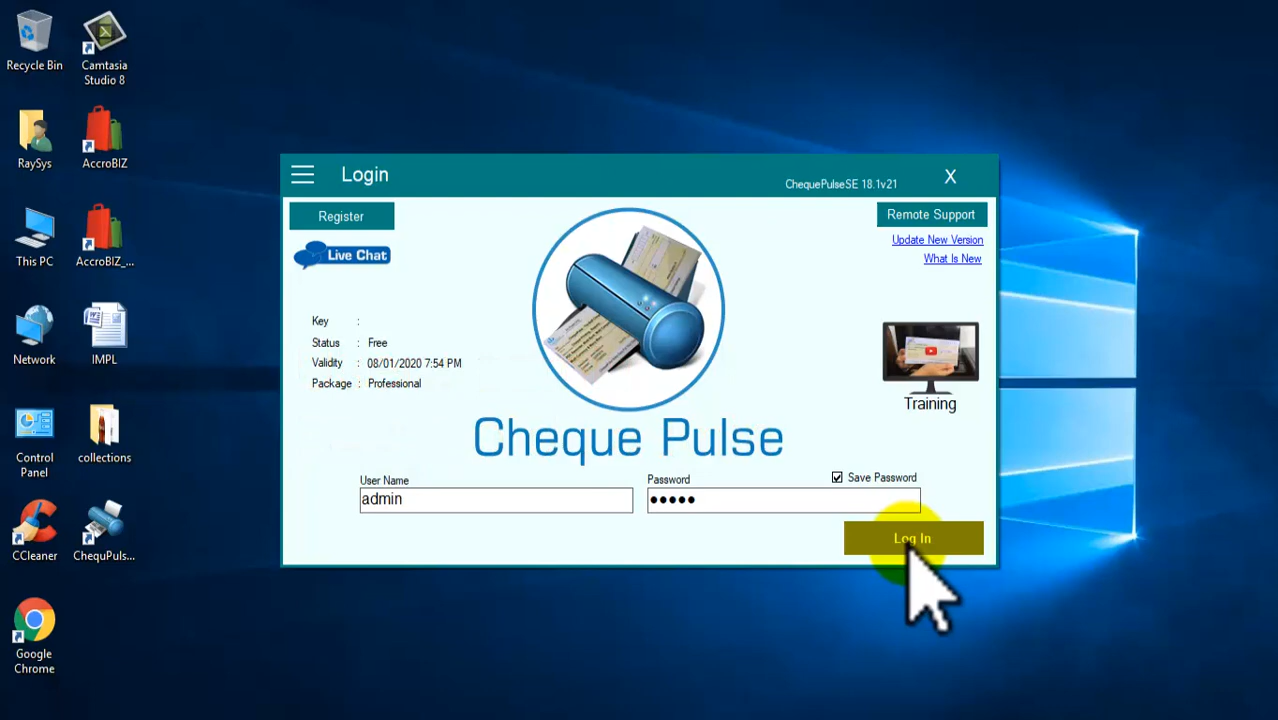 Recycle Bin
Camtasia
Studio 8
RaySys
AccroBIZ
This PC
AccroBIZ_...
Network
IMPL
Control
Panel
collections
CCleaner
ChequPuls...
Google
Chrome
Login
ChequePulseSE 18.1v21
X
Register
Remote Support
Live Chat
Update New Version
What Is New
Key :
Status : Free
Validity : 08/01/2020 7:54 PM
Package : Professional
Training
Cheque Pulse
User Name
Password
Save Password
admin
Log In